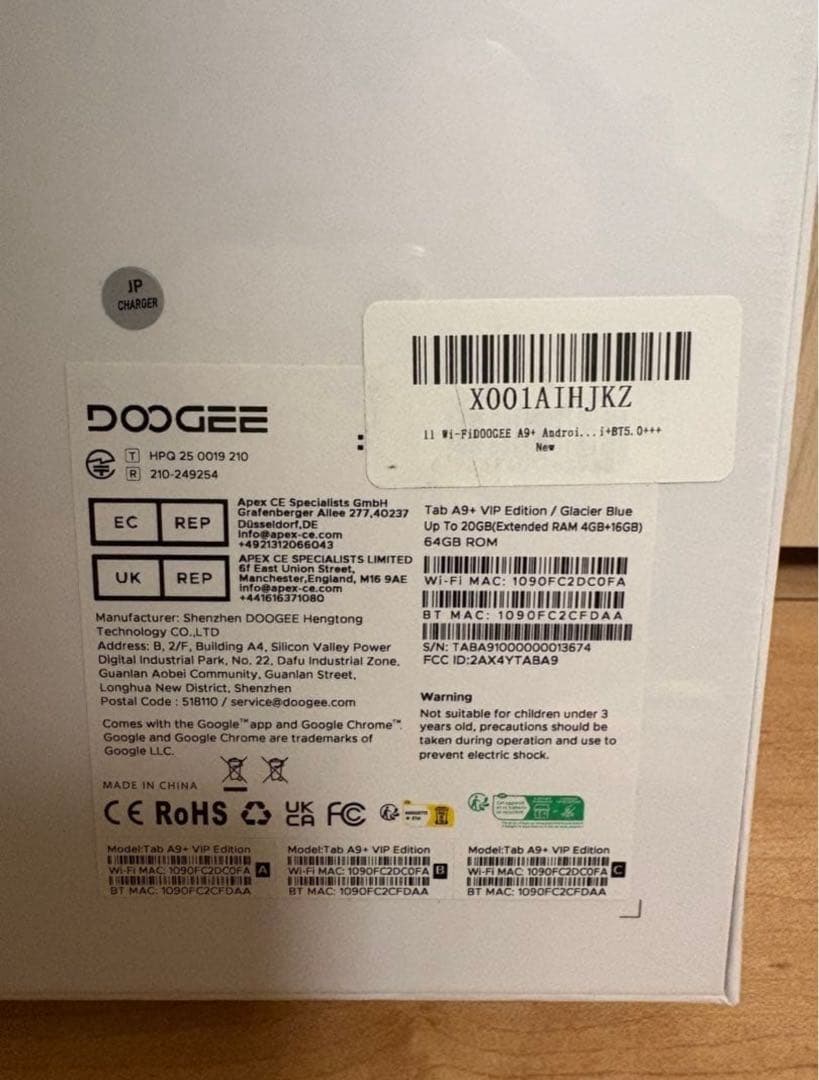 JP
CHARGER
X001AIHJKZ
11 Wi-FiDOOGEE A9+ Androi...i+BT5.0+++
New
DOOGEE
T HPQ 25 0019 210
R 210-249254
EC REP
Apex CE Specialists GmbH
Grafenberger Allee 277,40237
Düsseldorf,DE
Info@apex-ce.com
+4921312066043
UK REP
APEX CE SPECIALISTS LIMITED
6f East Union Street,
Manchester,England, M16 9AE
info@apex-ce.com
+441616371080
Manufacturer: Shenzhen DOOGEE Hengtong
Technology CO.,LTD
Address: B, 2/F, Building A4, Silicon Valley Power
Digital Industrial Park, No. 22, Dafu Industrial Zone,
Guanlan Aobei Community, Guanlan Street,
Longhua New District, Shenzhen
Postal Code : 518110 / service@doogee.com
Comes with the Google™ app and Google Chrome™.
Google and Google Chrome are trademarks of
Google LLC.
MADE IN CHINA
Tab A9+ VIP Edition / Glacier Blue
Up To 20GB(Extended RAM 4GB+16GB)
64GB ROM
Wi-Fi MAC: 1090FC2DC0FA
BT MAC: 1090FC2CFDAA
S/N: TABA91000000013674
FCC ID:2AX4YTABA9
Warning
Not suitable for children under 3
years old, precautions should be
taken during operation and use to
prevent electric shock.
CE RoHS UK CA FC
Model:Tab A9+ VIP Edition
Wi-Fi MAC: 1090FC2DC0FA A
BT MAC: 1090FC2CFDAA
Model:Tab A9+ VIP Edition
Wi-Fi MAC: 1090FC2DC0FA B
BT MAC: 1090FC2CFDAA
Model:Tab A9+ VIP Edition
Wi-Fi MAC: 1090FC2DC0FA C
BT MAC: 1090FC2CFDAA